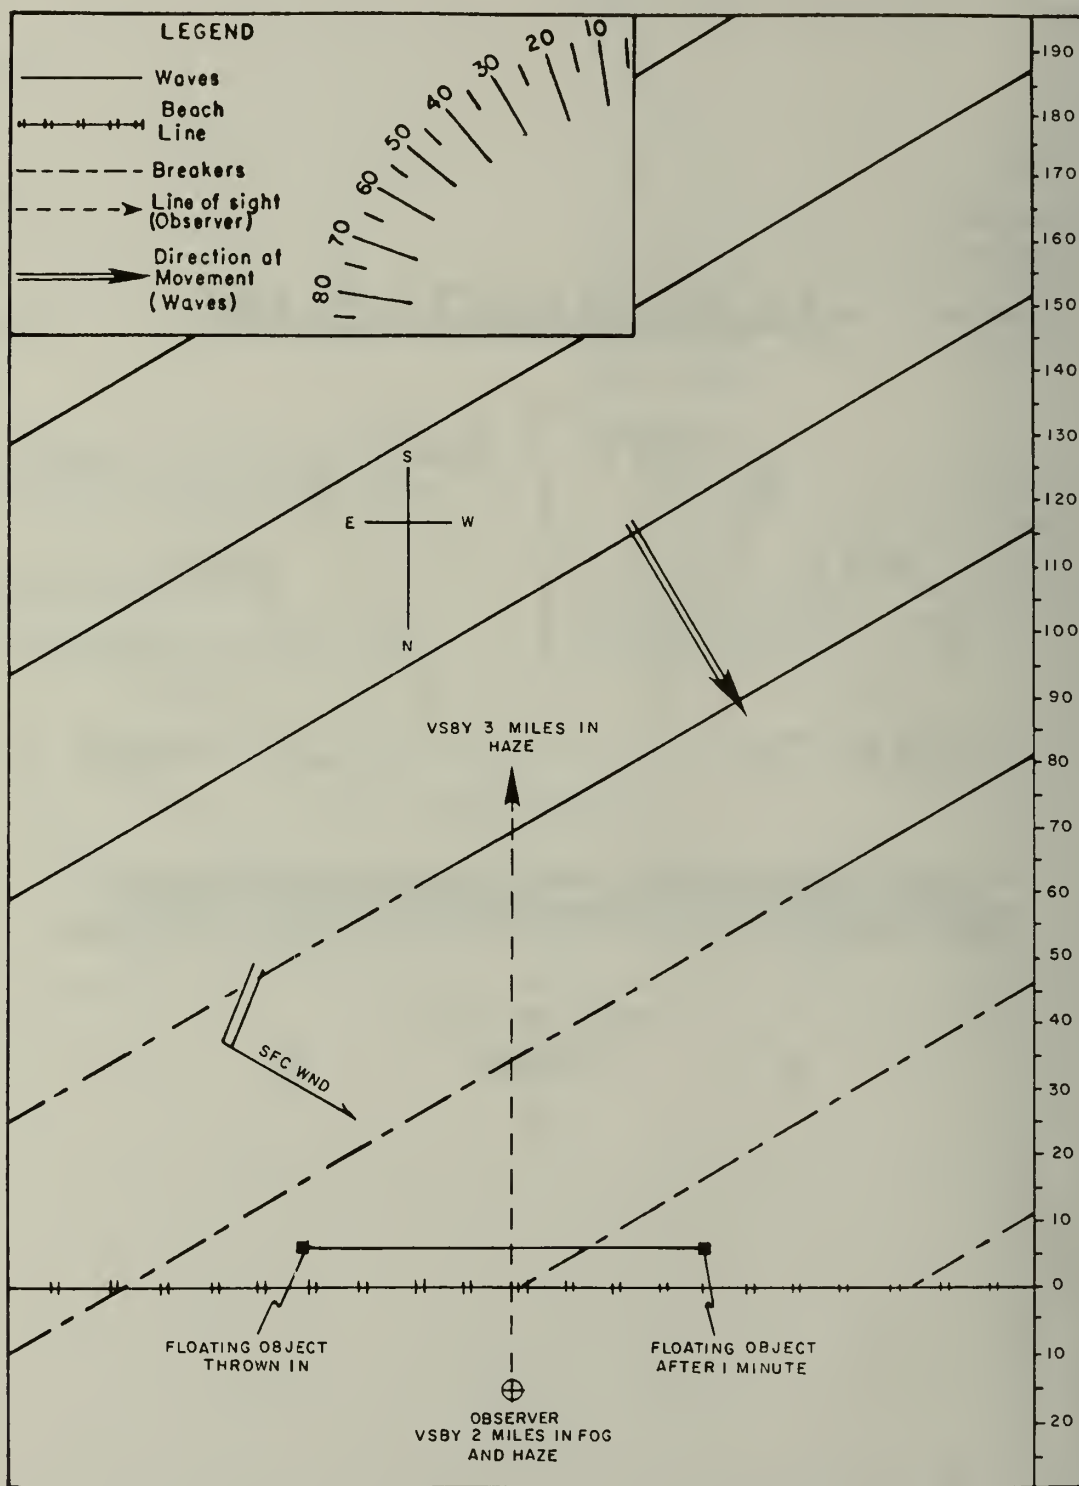 LEGEND
Waves
Beach
Line
Breakers
Line of sight
(Observer)
Direction of
Movement
(Waves)
10
20
30
40
50
60
70
80
S
E W
N
VSBY 3 MILES IN
HAZE
SFC WND
FLOATING OBJECT
THROWN IN
FLOATING OBJECT
AFTER 1 MINUTE
OBSERVER
VSBY 2 MILES IN FOG
AND HAZE
190
180
170
160
150
140
130
120
110
100
90
80
70
60
50
40
30
20
10
0
10
20